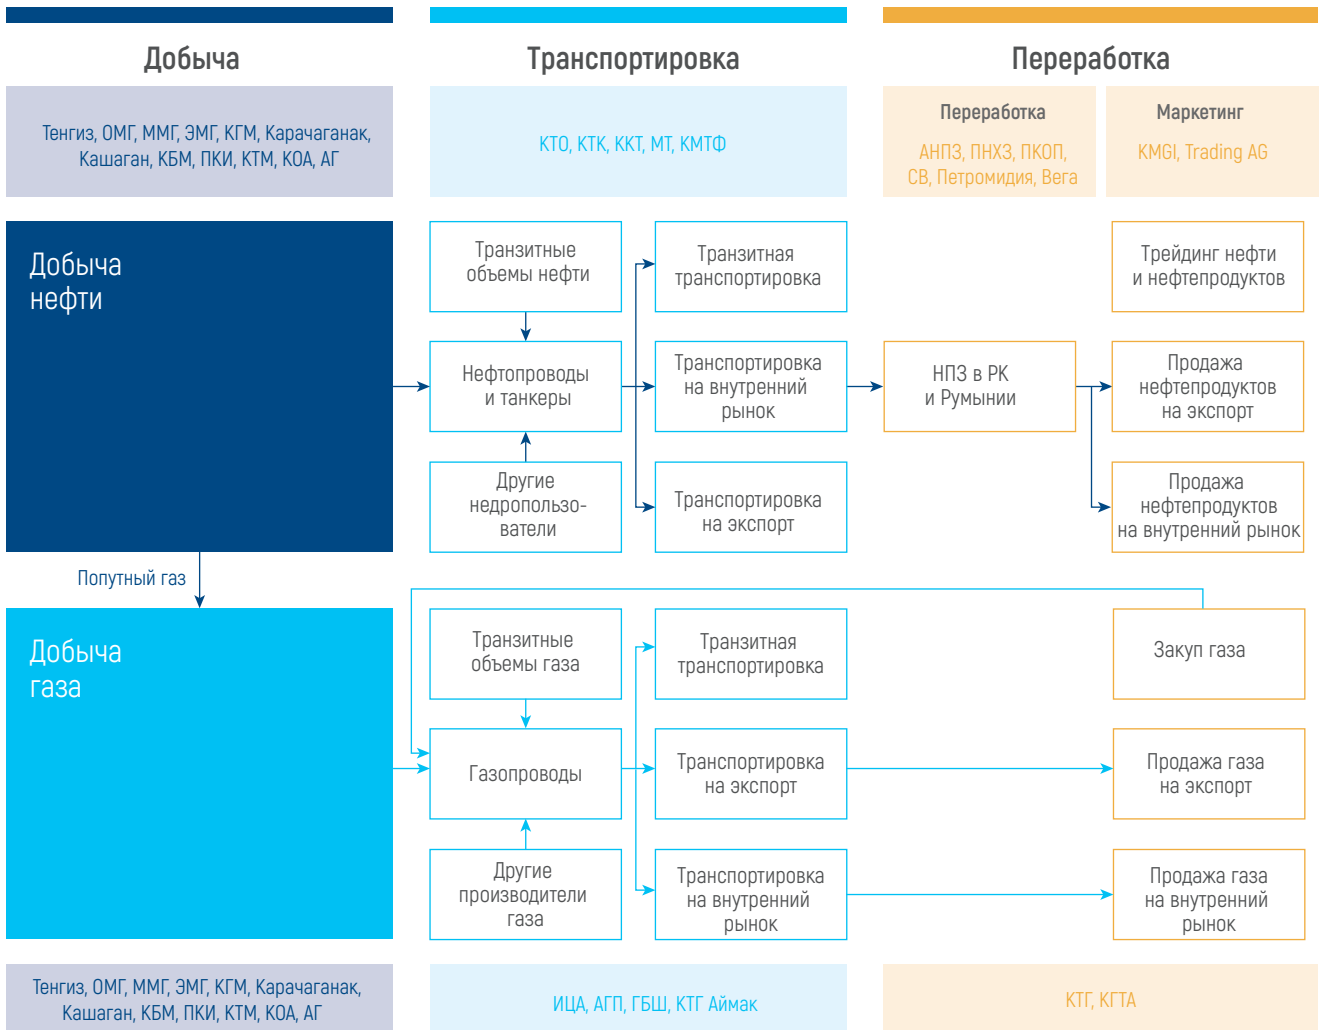 Добыча
Транспортировка
Переработка
Тенгиз, ОМГ, ММГ, ЭМГ, КГМ, Карачаганак,
Кашаган, КБМ, ПКИ, КТМ, КОА, АГ
КТО, КТК, ККТ, МТ, КМТФ
Переработка
АНПЗ, ПНХЗ, ПКОП,
СВ, Петромидия, Вега
Маркетинг
KMGI, Trading AG
Добыча
нефти
Транзитные
объемы нефти
Транзитная
транспортировка
Трейдинг нефти
и нефтепродуктов
Нефтопроводы
и танкеры
Транспортировка
на внутренний
рынок
НПЗ в РК
и Румынии
Продажа
нефтепродуктов
на экспорт
Другие
недропользо-
ватели
Транспортировка
на экспорт
Продажа
нефтепродуктов
на внутренний рынок
Попутный газ
Добыча
газа
Транзитные
объемы газа
Транзитная
транспортировка
Закуп газа
Газопроводы
Транспортировка
на экспорт
Продажа газа
на экспорт
Другие
производители
газа
Транспортировка
на внутренний
рынок
Продажа газа
на внутренний
рынок
Тенгиз, ОМГ, ММГ, ЭМГ, КГМ, Карачаганак,
Кашаган, КБМ, ПКИ, КТМ, КОА, АГ
ИЦА, АГП, ГБШ, КТГ Аймак
КТГ, КГТА